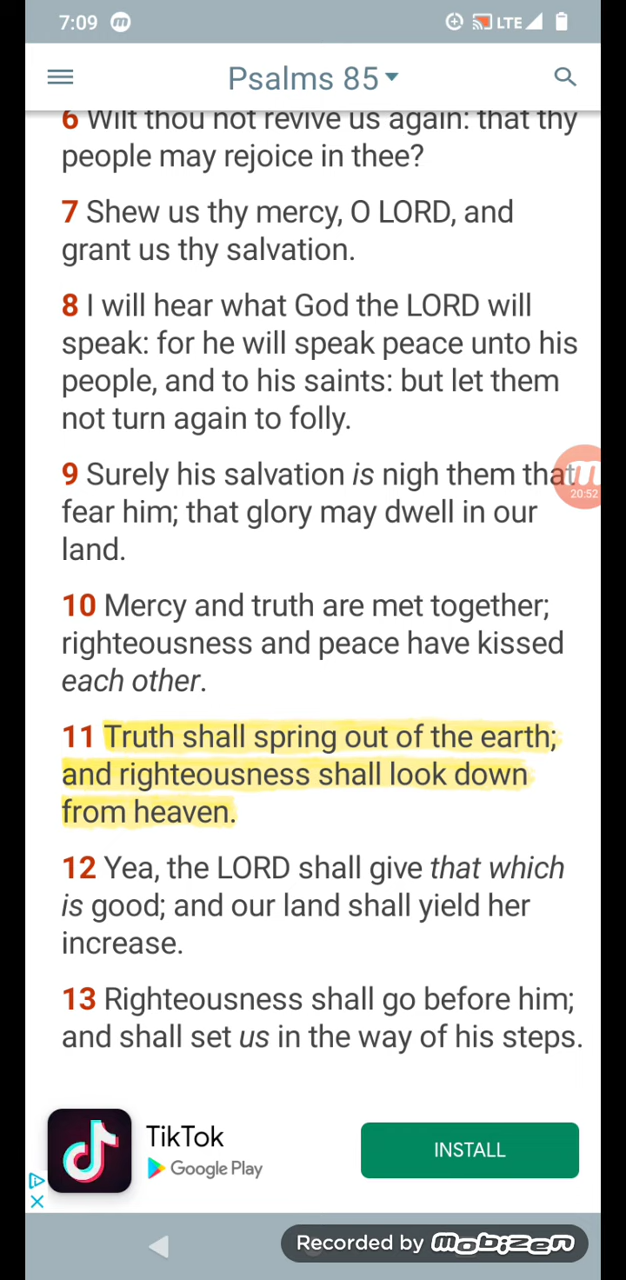 7:09 LTE
Psalms 85
6 Wilt thou not revive us again: that thy
people may rejoice in thee?
7 Shew us thy mercy, O LORD, and
grant us thy salvation.
8 I will hear what God the LORD will
speak: for he will speak peace unto his
people, and to his saints: but let them
not turn again to folly.
9 Surely his salvation is nigh them that
20:52
fear him; that glory may dwell in our
land.
10 Mercy and truth are met together;
righteousness and peace have kissed
each other.
11 Truth shall spring out of the earth;
and righteousness shall look down
from heaven.
12 Yea, the LORD shall give that which
is good; and our land shall yield her
increase.
13 Righteousness shall go before him;
and shall set us in the way of his steps.
TikTok
Google Play
INSTALL
Recorded by mobizen